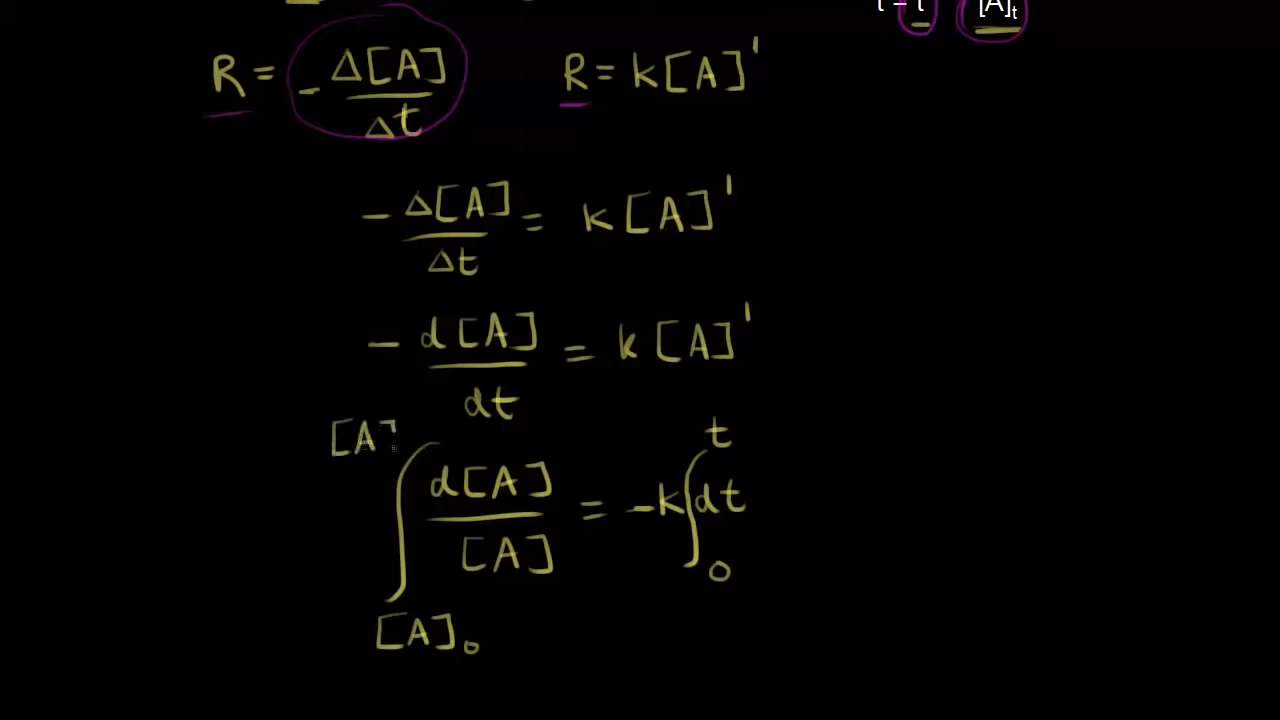 t = t [A]t
R = - Δ[A]/Δt R = k[A]¹
- Δ[A]/Δt = k[A]¹
- d[A]/dt = k[A]¹
[A] t
∫ d[A]/[A] = -k∫dt
[A]₀ 0